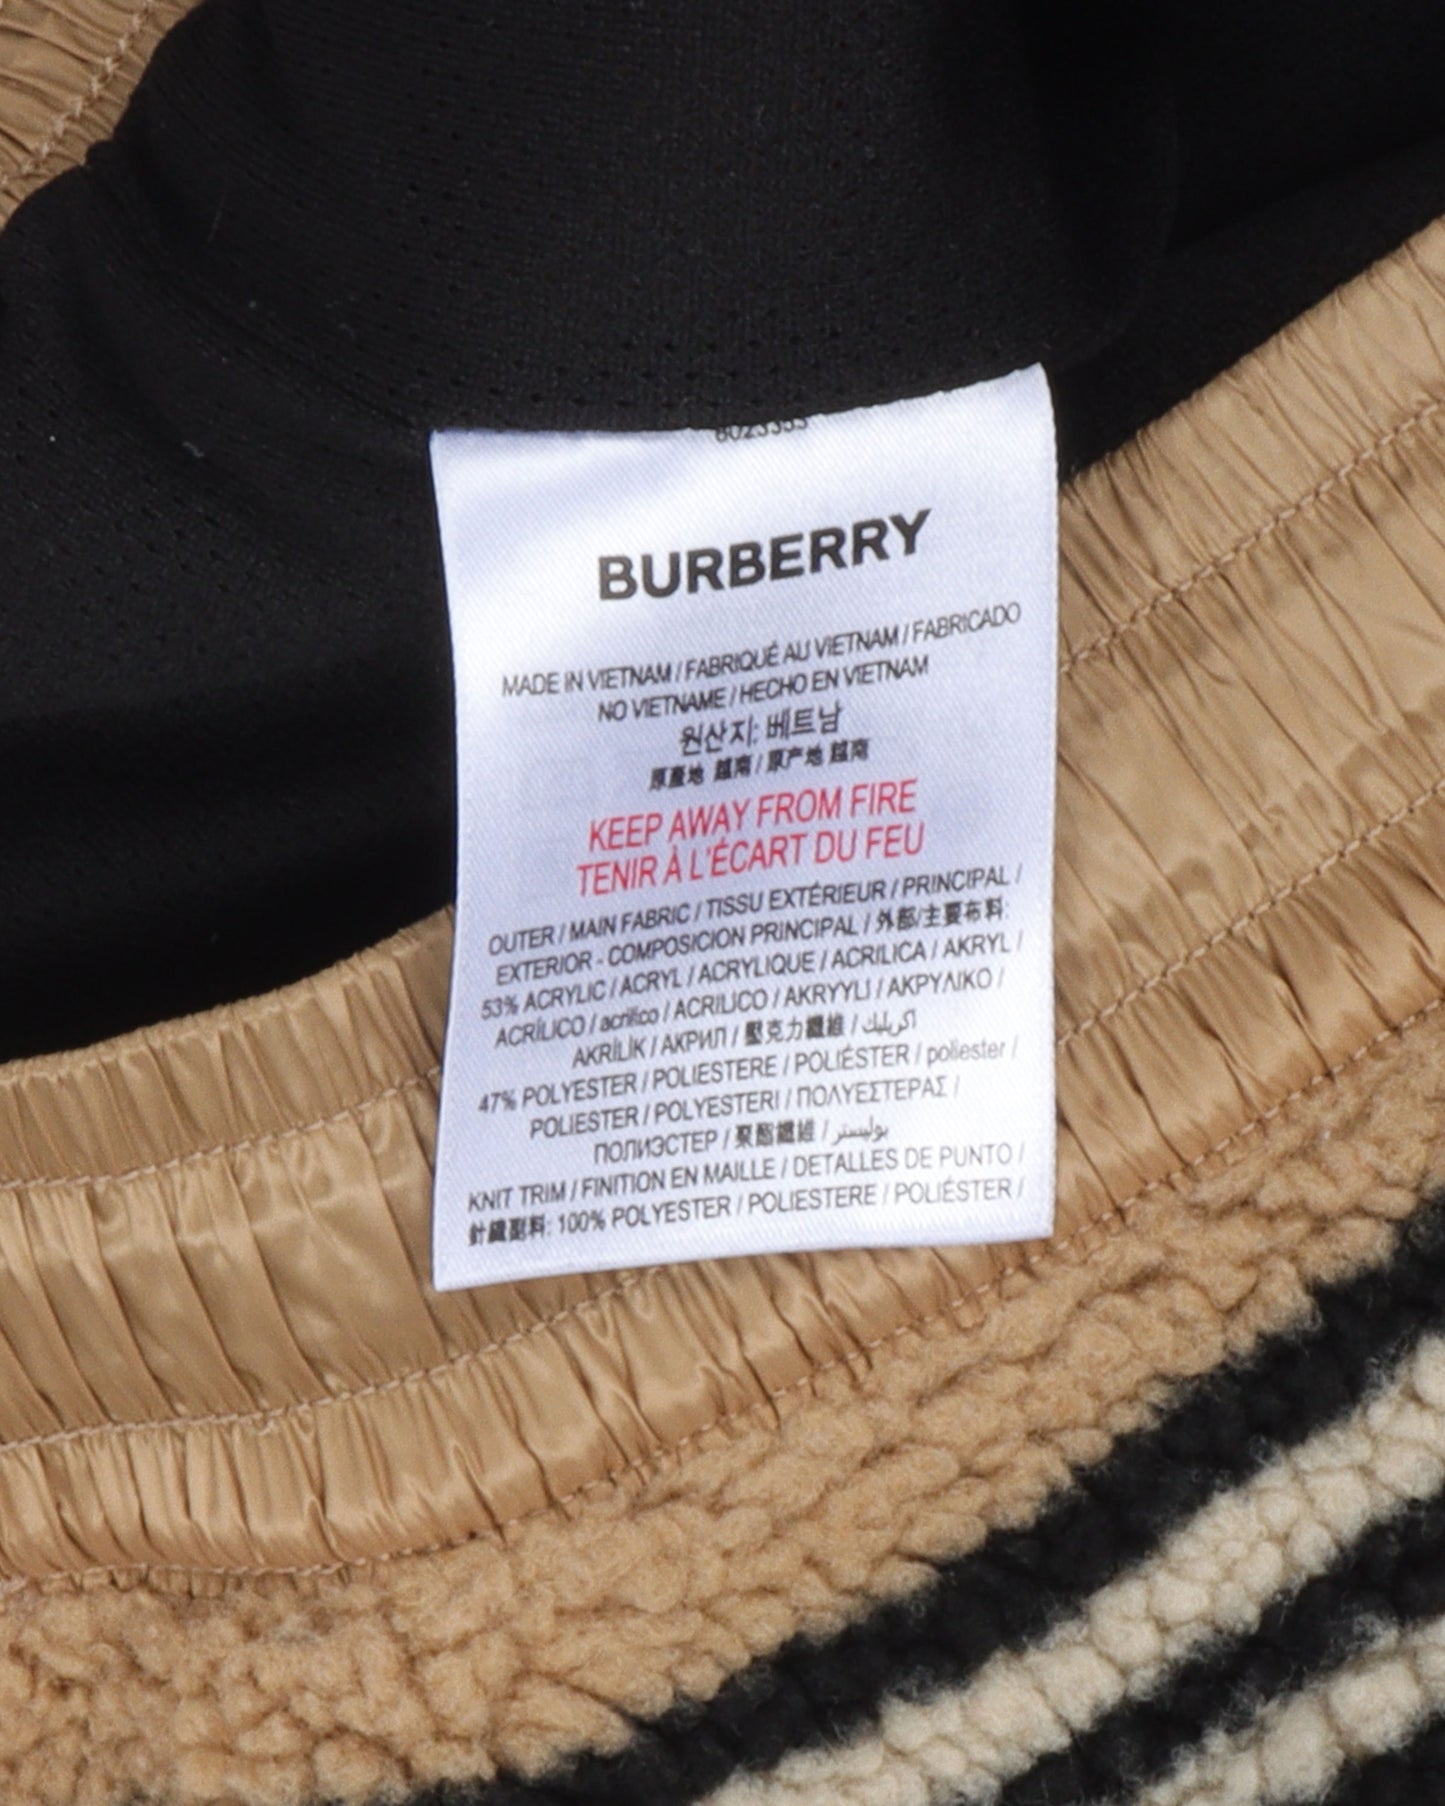 8023353
BURBERRY
MADE IN VIETNAM / FABRIQUÉ AU VIETNAM / FABRICADO
NO VIETNAME / HECHO EN VIETNAM
원산지: 베트남
原產地 越南 / 原产地 越南
KEEP AWAY FROM FIRE
TENIR À L'ÉCART DU FEU
OUTER / MAIN FABRIC / TISSU EXTÉRIEUR / PRINCIPAL /
EXTERIOR - COMPOSICION PRINCIPAL / 外部/主要布料:
53% ACRYLIC / ACRYL / ACRYLIQUE / ACRILICA / AKRYL /
ACRÍLICO / acrílico / ACRILICO / AKRYYLI / ΑΚΡΥΛΙΚΟ /
AKRİLİK / АКРИЛ / 壓克力纖維 / اكريليك
47% POLYESTER / POLIESTERE / POLIÉSTER / poliester /
POLIESTER / POLYESTERI / ΠΟΛΥΕΣΤΕΡΑΣ /
ПОЛИЭСТЕР / 聚酯纖維 / بوليستر
KNIT TRIM / FINITION EN MAILLE / DETALLES DE PUNTO /
針織副料: 100% POLYESTER / POLIESTERE / POLIÉSTER /